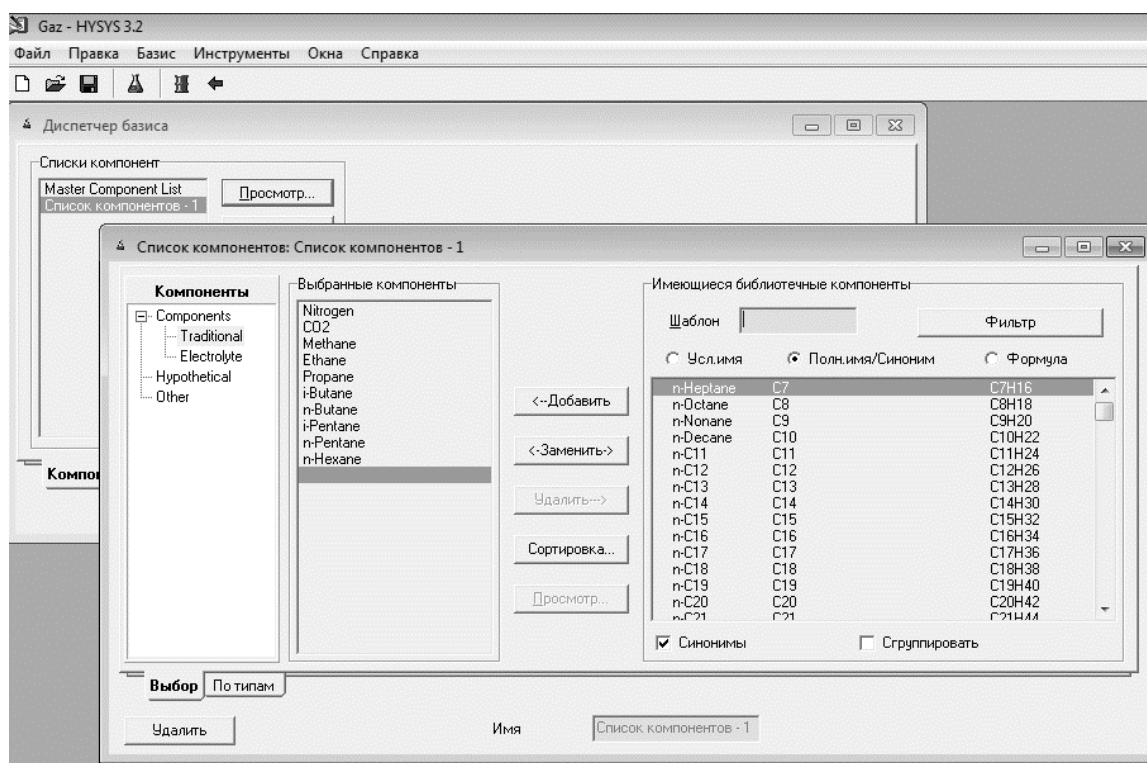 Gaz - HYSYS 3.2
Файл Правка Базис Инструменты Окна Справка
Диспетчер базиса
Списки компонент
Master Component List
Список компонентов - 1
Просмотр...
Список компонентов: Список компонентов - 1
Компоненты
Components
Traditional
Electrolyte
Hypothetical
Other
Выбранные компоненты
Nitrogen
CO2
Methane
Ethane
Propane
i-Butane
n-Butane
i-Pentane
n-Pentane
n-Hexane
<--Добавить
<-Заменить->
Удалить--->
Сортировка...
Просмотр...
Имеющиеся библиотечные компоненты
Шаблон
Фильтр
Усл.имя Полн.имя/Синоним Формула
n-Heptane C7 C7H16
n-Octane C8 C8H18
n-Nonane C9 C9H20
n-Decane C10 C10H22
n-C11 C11 C11H24
n-C12 C12 C12H26
n-C13 C13 C13H28
n-C14 C14 C14H30
n-C15 C15 C15H32
n-C16 C16 C16H34
n-C17 C17 C17H36
n-C18 C18 C18H38
n-C19 C19 C19H40
n-C20 C20 C20H42
n-C21 C21 C21H44
Синонимы Сгруппировать
Компо
Выбор По типам
Удалить
Имя Список компонентов - 1